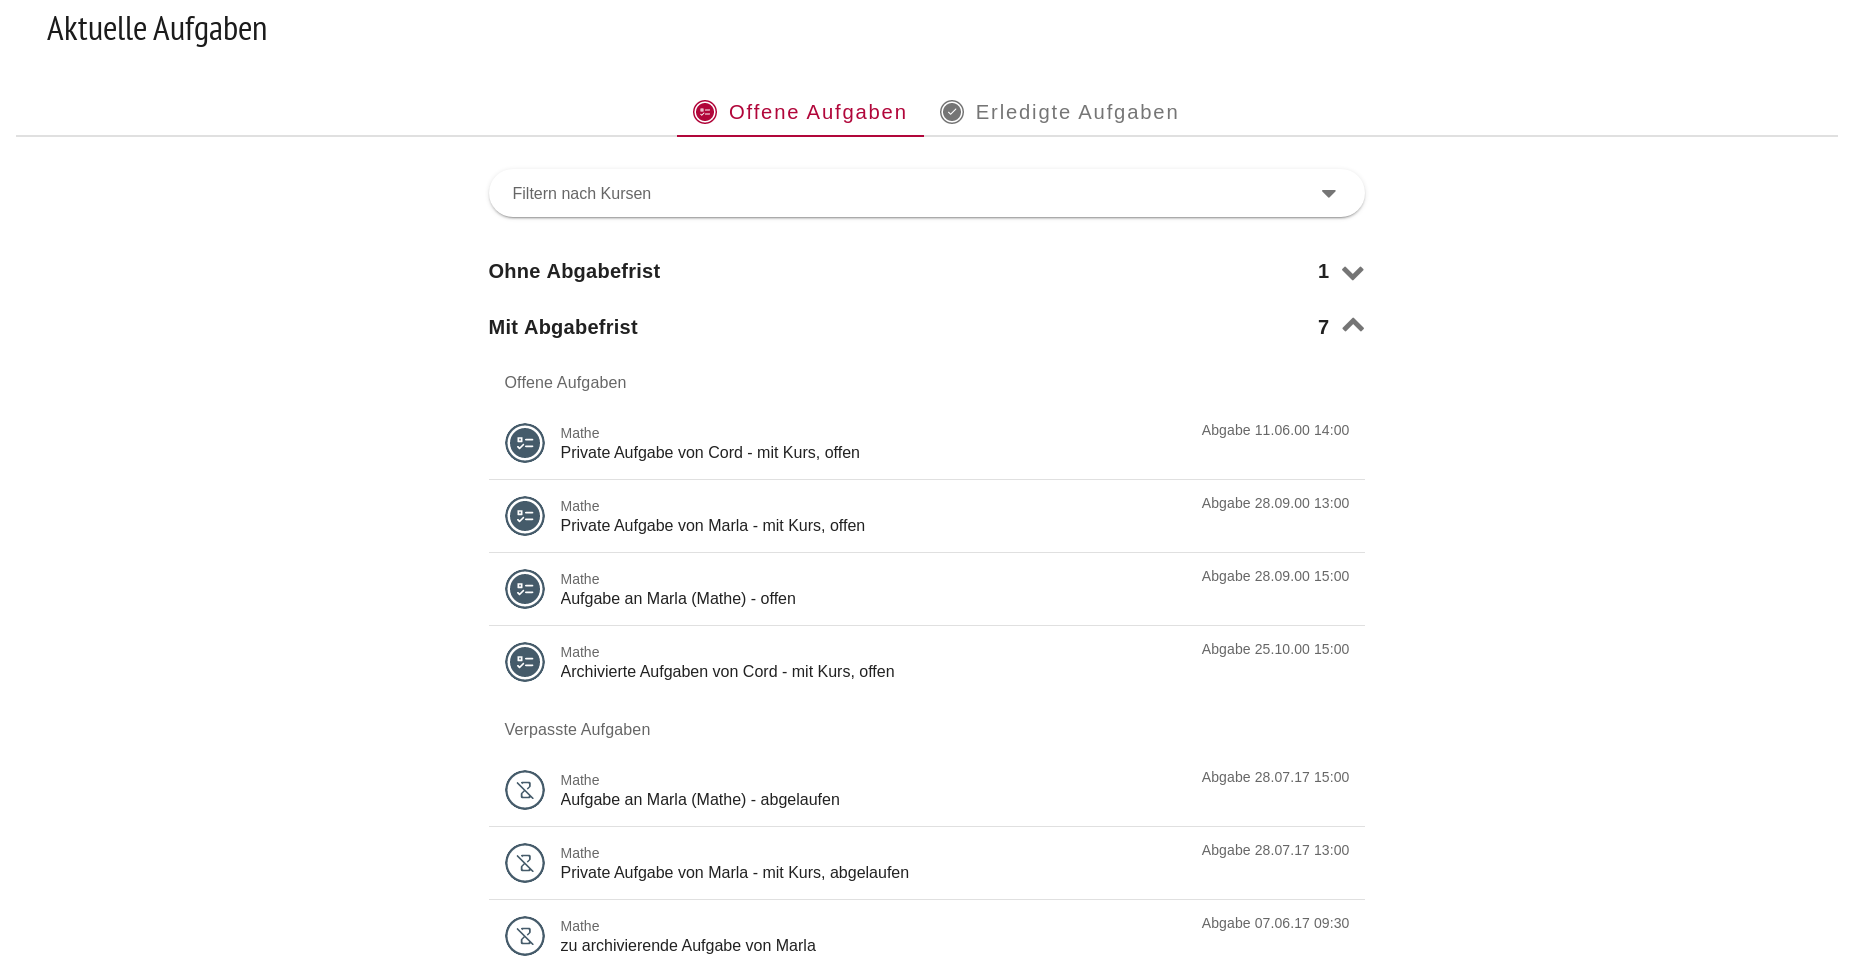 Aktuelle Aufgaben
Offene Aufgaben
Erledigte Aufgaben
Filtern nach Kursen
Ohne Abgabefrist 1
Mit Abgabefrist 7
Offene Aufgaben
Mathe
Abgabe 11.06.00 14:00
Private Aufgabe von Cord - mit Kurs, offen
Mathe
Abgabe 28.09.00 13:00
Private Aufgabe von Marla - mit Kurs, offen
Mathe
Abgabe 28.09.00 15:00
Aufgabe an Marla (Mathe) - offen
Mathe
Abgabe 25.10.00 15:00
Archivierte Aufgaben von Cord - mit Kurs, offen
Verpasste Aufgaben
Mathe
Abgabe 28.07.17 15:00
Aufgabe an Marla (Mathe) - abgelaufen
Mathe
Abgabe 28.07.17 13:00
Private Aufgabe von Marla - mit Kurs, abgelaufen
Mathe
Abgabe 07.06.17 09:30
zu archivierende Aufgabe von Marla